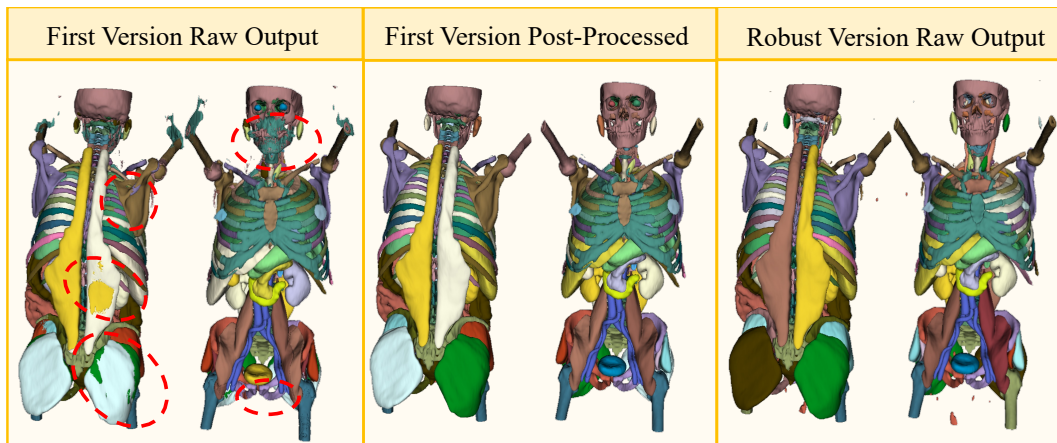 First Version Raw Output
First Version Post-Processed
Robust Version Raw Output